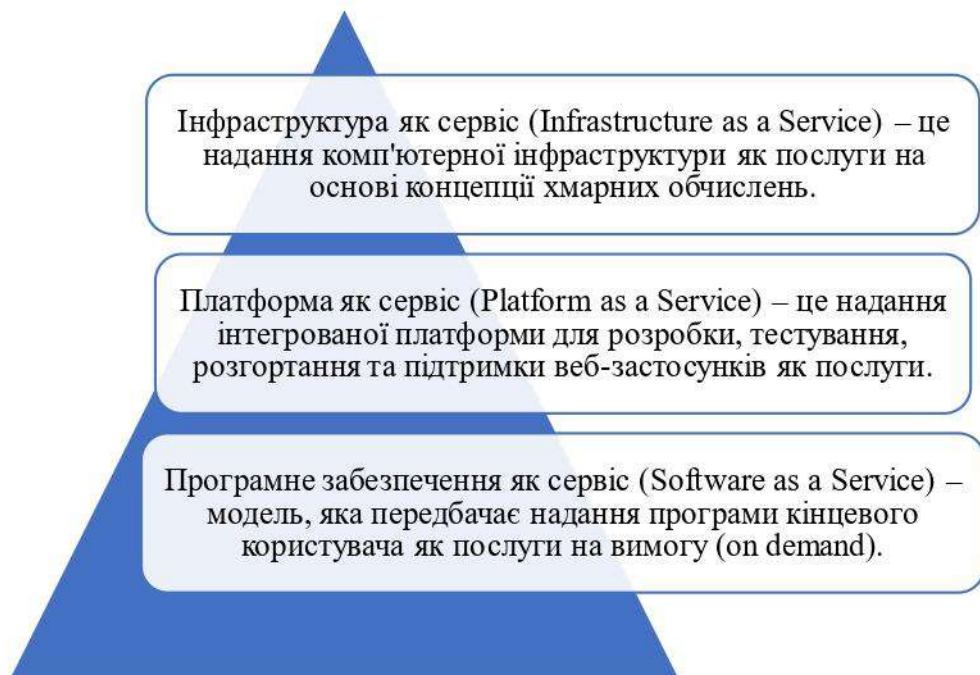 Інфраструктура як сервіс (Infrastructure as a Service) – це
надання комп'ютерної інфраструктури як послуги на
основі концепції хмарних обчислень.
Платформа як сервіс (Platform as a Service) – це надання
інтегрованої платформи для розробки, тестування,
розгортання та підтримки веб-застосунків як послуги.
Програмне забезпечення як сервіс (Software as a Service) –
модель, яка передбачає надання програми кінцевого
користувача як послуги на вимогу (on demand).